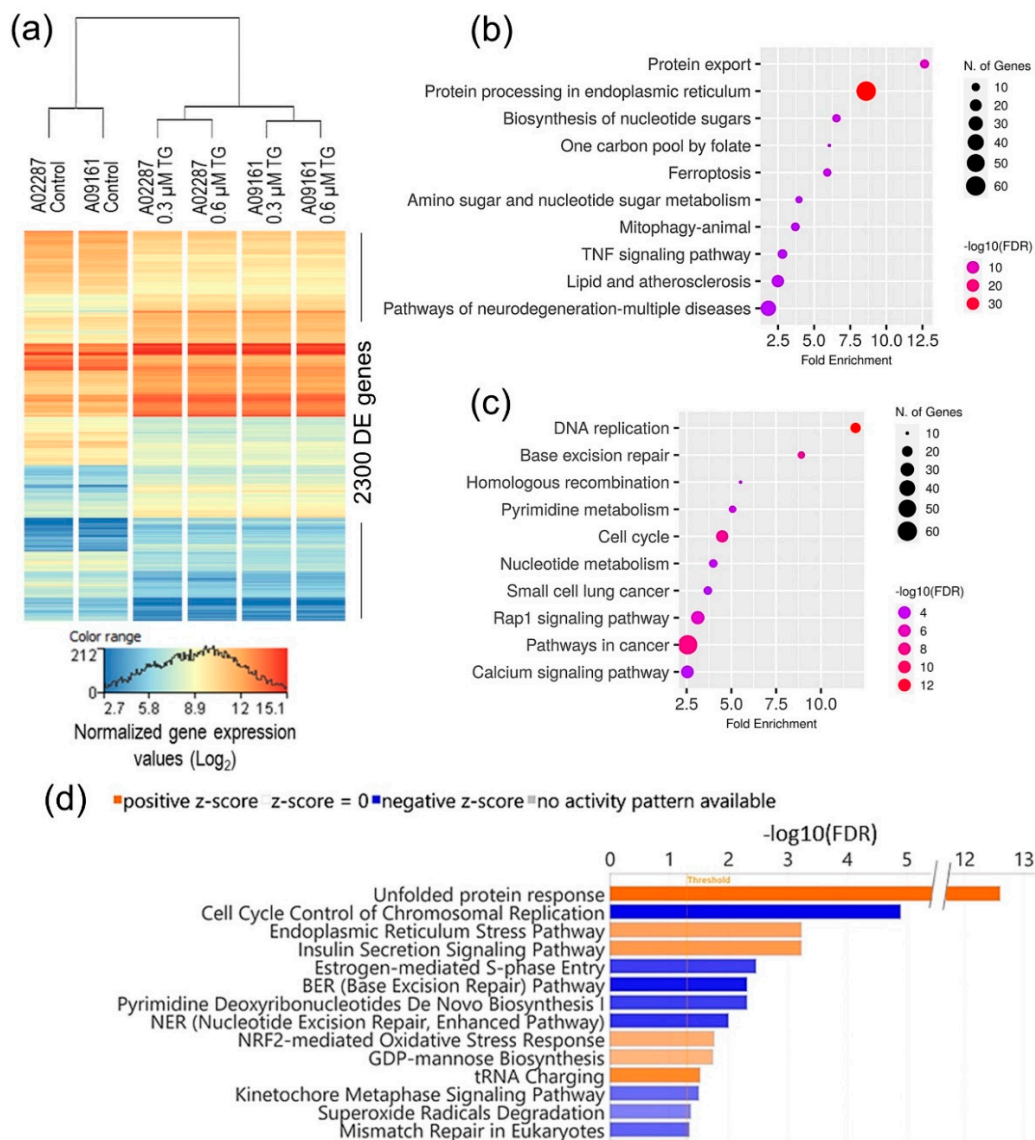 (a)
A02287
Control
A09161
Control
A02287
0.3 µM TG
A02287
0.6 µM TG
A09161
0.3 µM TG
A09161
0.6 µM TG
2300 DE genes
Color range
212
0
2.7 5.8 8.9 12 15.1
Normalized gene expression
values (Log2)
(b)
Protein export
Protein processing in endoplasmic reticulum
Biosynthesis of nucleotide sugars
One carbon pool by folate
Ferroptosis
Amino sugar and nucleotide sugar metabolism
Mitophagy-animal
TNF signaling pathway
Lipid and atherosclerosis
Pathways of neurodegeneration-multiple diseases
2.5 5.0 7.5 10.0 12.5
Fold Enrichment
N. of Genes
10
20
30
40
50
60
-log10(FDR)
10
20
30
(c)
DNA replication
Base excision repair
Homologous recombination
Pyrimidine metabolism
Cell cycle
Nucleotide metabolism
Small cell lung cancer
Rap1 signaling pathway
Pathways in cancer
Calcium signaling pathway
2.5 5.0 7.5 10.0
Fold Enrichment
N. of Genes
10
20
30
40
50
60
-log10(FDR)
4
6
8
10
12
(d)
positive z-score z-score = 0 negative z-score no activity pattern available
-log10(FDR)
0 1 2 3 4 5 12 13
Threshold
Unfolded protein response
Cell Cycle Control of Chromosomal Replication
Endoplasmic Reticulum Stress Pathway
Insulin Secretion Signaling Pathway
Estrogen-mediated S-phase Entry
BER (Base Excision Repair) Pathway
Pyrimidine Deoxyribonucleotides De Novo Biosynthesis I
NER (Nucleotide Excision Repair, Enhanced Pathway)
NRF2-mediated Oxidative Stress Response
GDP-mannose Biosynthesis
tRNA Charging
Kinetochore Metaphase Signaling Pathway
Superoxide Radicals Degradation
Mismatch Repair in Eukaryotes